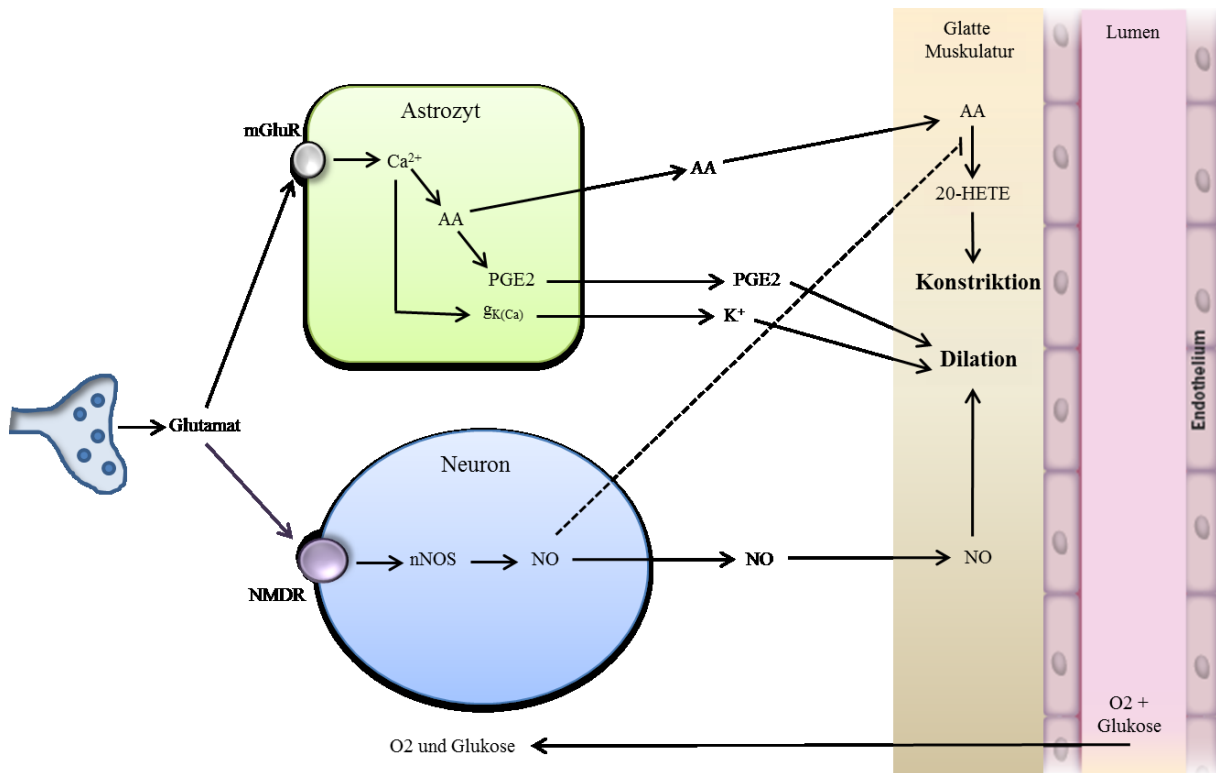 Glatte
Muskulatur
Lumen
Astrozyt
mGluR
Ca²⁺
AA
PGE2
gK(Ca)
AA
PGE2
K⁺
AA
20-HETE
Konstriktion
Dilation
Endothelium
Glutamat
Neuron
NMDR
nNOS
NO
NO
NO
O2 +
Glukose
O2 und Glukose